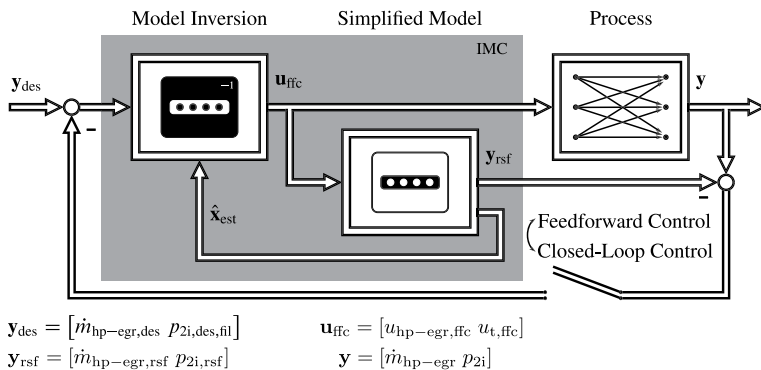 Model Inversion Simplified Model Process
IMC
y_des
u_ffc
y
−1
y_rsf
x̂_est
Feedforward Control
Closed-Loop Control
y_des = [ṁ_hp−egr,des p_2i,des,fil]
u_ffc = [u_hp−egr,ffc u_t,ffc]
y_rsf = [ṁ_hp−egr,rsf p_2i,rsf]
y = [ṁ_hp−egr p_2i]